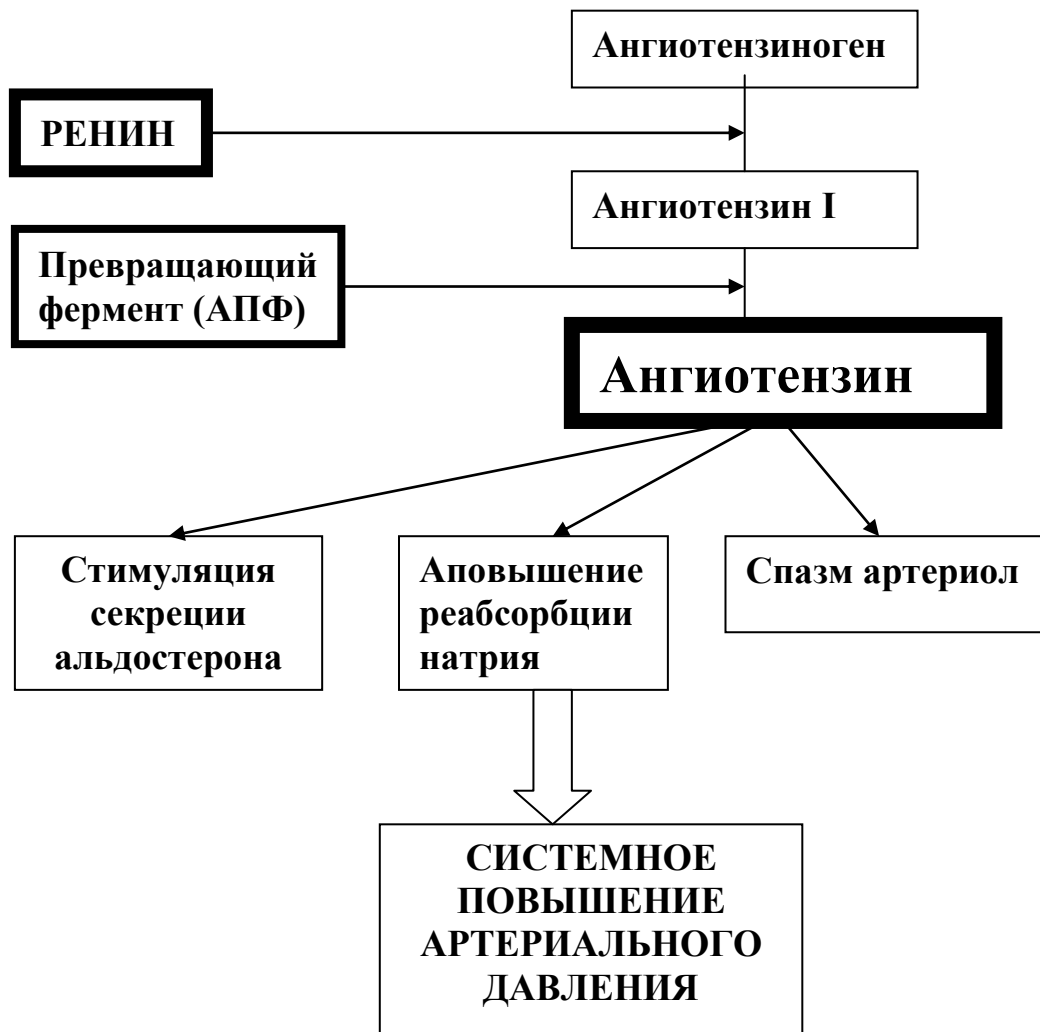 Ангиотензиноген
РЕНИН
Ангиотензин I
Превращающий
фермент (АПФ)
Ангиотензин
Стимуляция
секреции
альдостерона
Аповышение
реабсорбции
натрия
Спазм артериол
СИСТЕМНОЕ
ПОВЫШЕНИЕ
АРТЕРИАЛЬНОГО
ДАВЛЕНИЯ